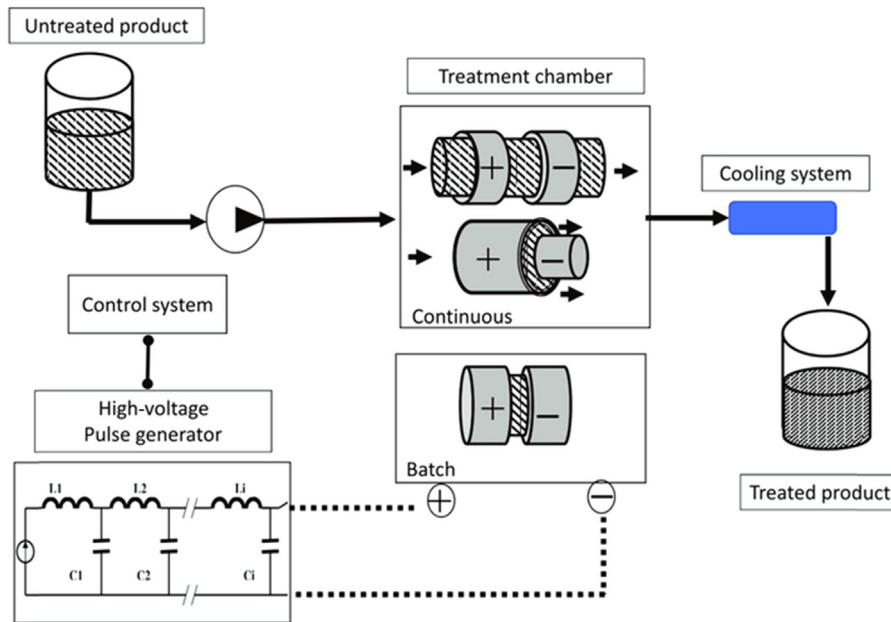 Untreated product
Treatment chamber
+
−
+
−
Continuous
Cooling system
Control system
High-voltage
Pulse generator
+
−
Batch
+
−
Treated product
L1
L2
Li
C1
C2
Ci